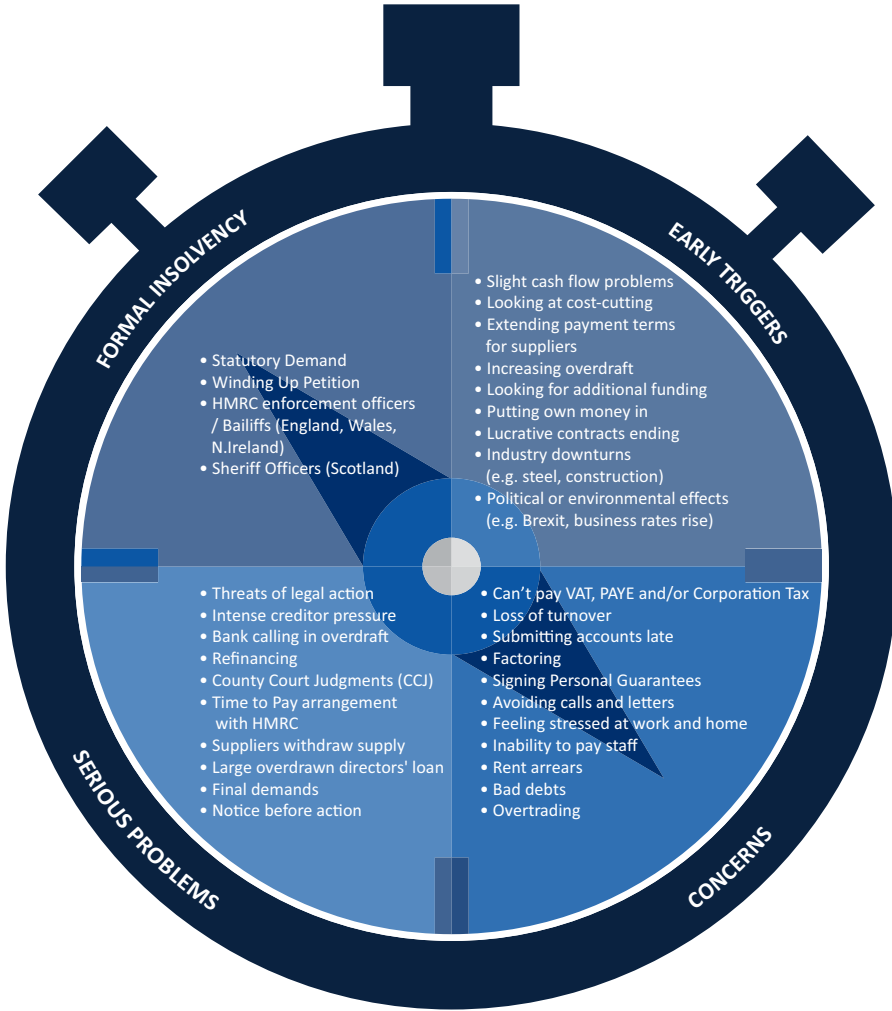 EARLY TRIGGERS
• Slight cash flow problems
• Looking at cost-cutting
• Extending payment terms
for suppliers
• Increasing overdraft
• Looking for additional funding
• Putting own money in
• Lucrative contracts ending
• Industry downturns
(e.g. steel, construction)
• Political or environmental effects
(e.g. Brexit, business rates rise)
CONCERNS
• Can't pay VAT, PAYE and/or Corporation Tax
• Loss of turnover
• Submitting accounts late
• Factoring
• Signing Personal Guarantees
• Avoiding calls and letters
• Feeling stressed at work and home
• Inability to pay staff
• Rent arrears
• Bad debts
• Overtrading
SERIOUS PROBLEMS
• Threats of legal action
• Intense creditor pressure
• Bank calling in overdraft
• Refinancing
• County Court Judgments (CCJ)
• Time to Pay arrangement
with HMRC
• Suppliers withdraw supply
• Large overdrawn directors' loan
• Final demands
• Notice before action
FORMAL INSOLVENCY
• Statutory Demand
• Winding Up Petition
• HMRC enforcement officers
/ Bailiffs (England, Wales,
N.Ireland)
• Sheriff Officers (Scotland)